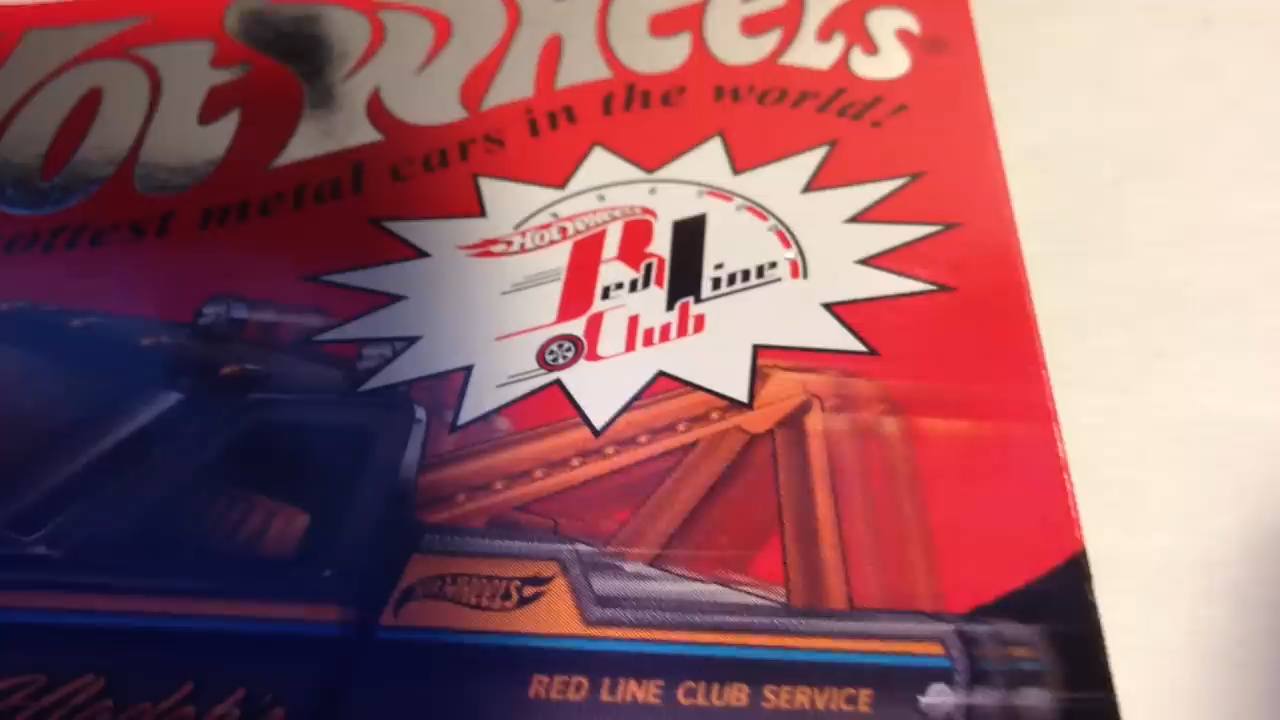 Hot Wheels
hottest metal cars in the world!
Hot Wheels
Red Line
Club
Hot Wheels
RED LINE CLUB SERVICE